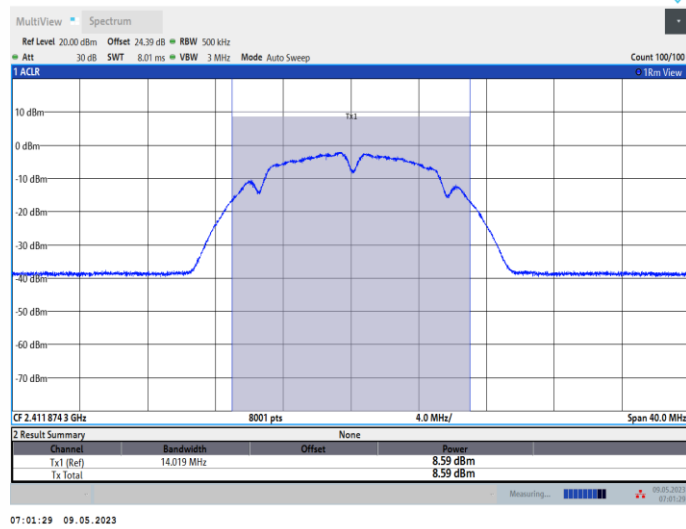 MultiView Spectrum
Ref Level 20.00 dBm Offset 24.39 dB RBW 500 kHz
Att 30 dB SWT 8.01 ms VBW 3 MHz Mode Auto Sweep Count 100/100
1 ACLR 1Rm View
Tx1
10 dBm
0 dBm
-10 dBm
-20 dBm
-30 dBm
-40 dBm
-50 dBm
-60 dBm
-70 dBm
CF 2.411 874 3 GHz 8001 pts 4.0 MHz/ Span 40.0 MHz
2 Result Summary None
Channel Bandwidth Offset Power
Tx1 (Ref) 14.019 MHz 8.59 dBm
Tx Total 8.59 dBm
Measuring... 09.05.2023
07:01:29
07:01:29 09.05.2023